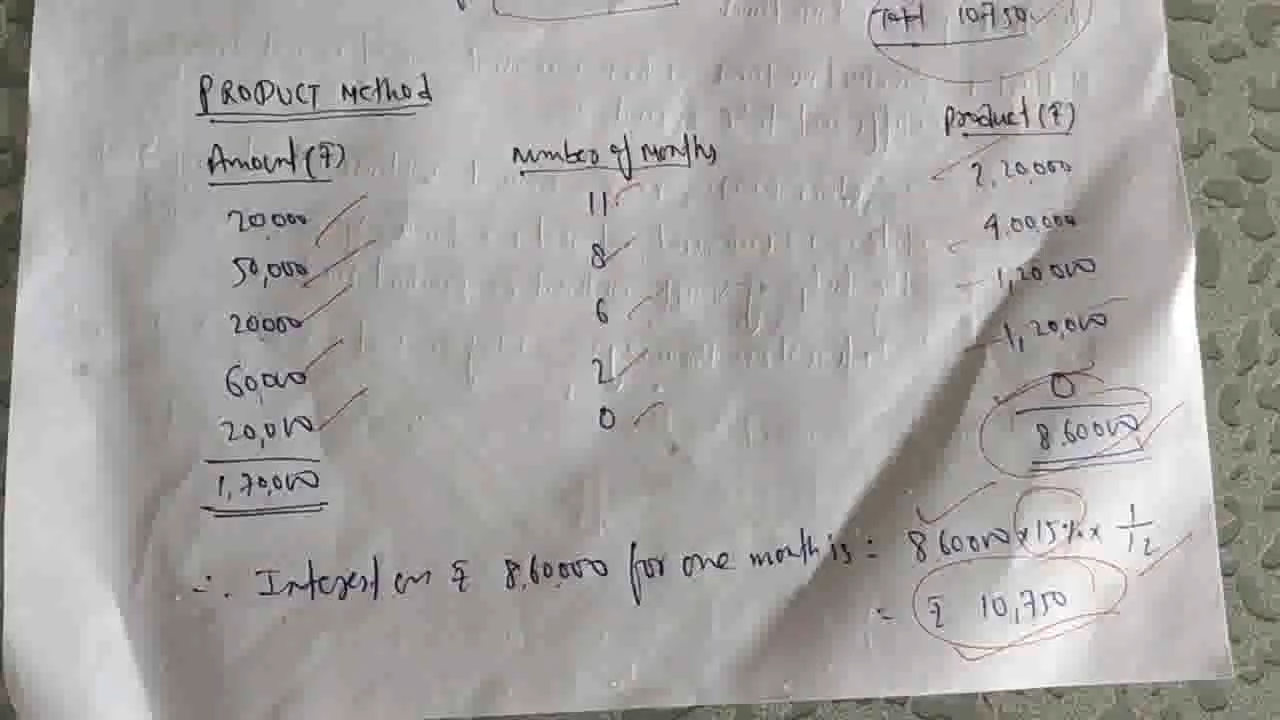 Total 10,750
PRODUCT Method
Amount (₹) Number of Months Product (₹)
20,000 11 2,20,000
50,000 8 4,00,000
20,000 6 1,20,000
60,000 2 1,20,000
20,000 0 0
1,70,000 8,60,000
∴ Interest on ₹ 8,60,000 for one month is = 860000 x 15% x 1/12
= ₹ 10,750